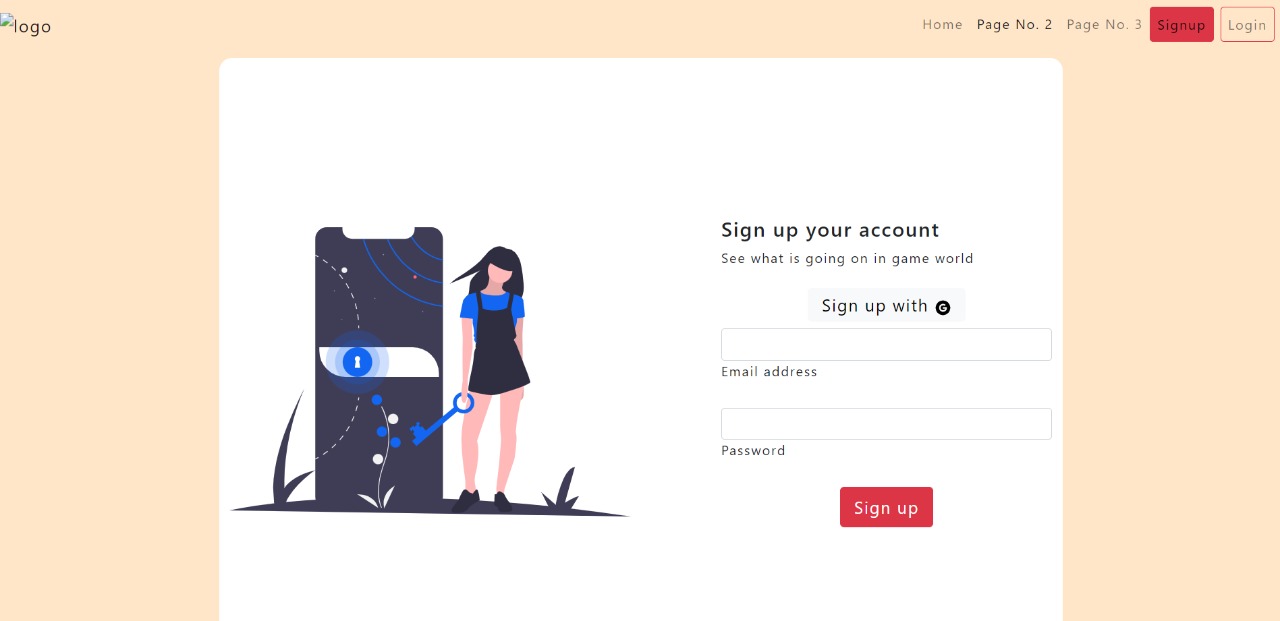 logo
Home Page No. 2 Page No. 3 Signup Login
Sign up your account
See what is going on in game world
Sign up with G
Email address
Password
Sign up